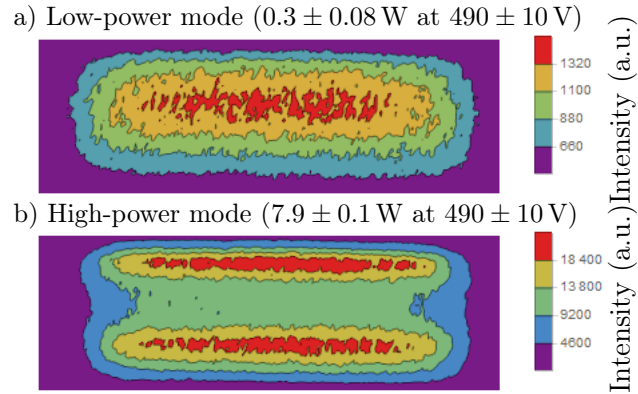 a) Low-power mode (0.3 ± 0.08 W at 490 ± 10 V)
1320
1100
880
660
Intensity (a.u.)
b) High-power mode (7.9 ± 0.1 W at 490 ± 10 V)
18 400
13 800
9200
4600
Intensity (a.u.)